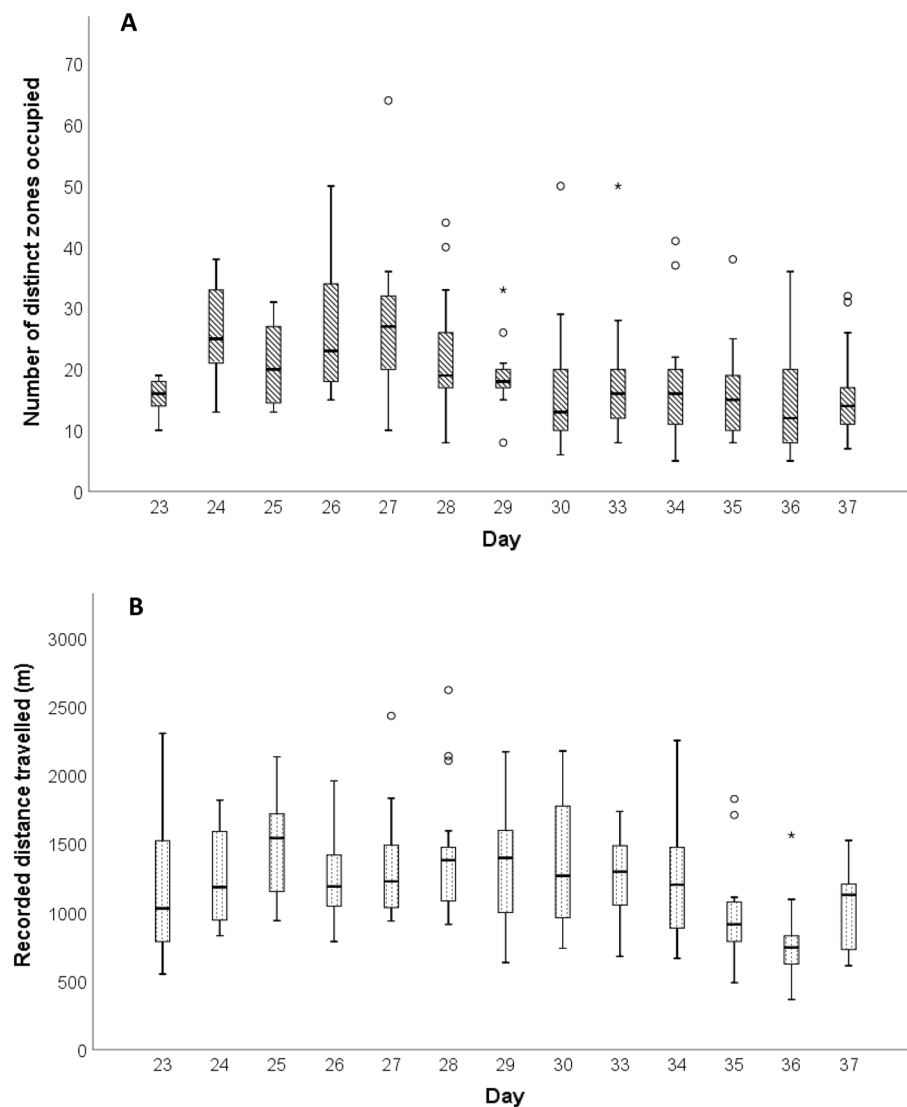 A
Number of distinct zones occupied
70
60
50
40
30
20
10
0
23 24 25 26 27 28 29 30 33 34 35 36 37
Day
B
Recorded distance travelled (m)
3000
2500
2000
1500
1000
500
0
23 24 25 26 27 28 29 30 33 34 35 36 37
Day